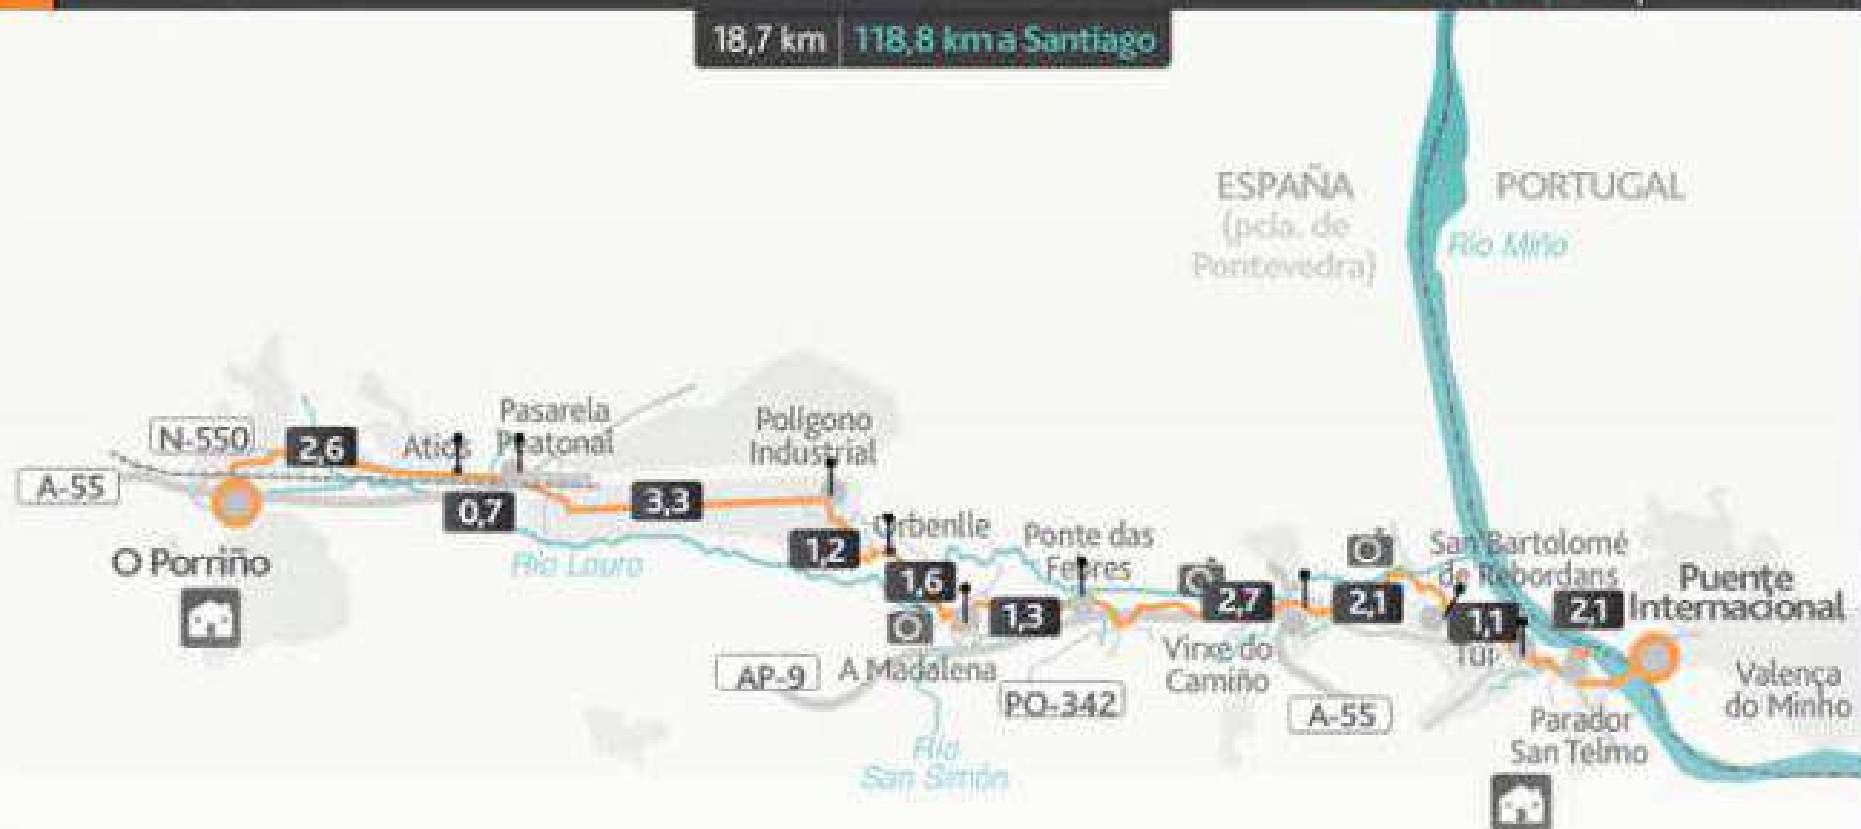 18,7 km 118,8 km a Santiago
ESPAÑA
(pcia. de
Pontevedra)
PORTUGAL
Río Miño
N-550
A-55
2,6
Atios
Pasarela
Peatonal
Polígono
Industrial
0,7
3,3
O Porriño
Río Louro
1,2
Orbenlle
1,6
Ponte das
Febres
1,3
2,7
2,1
San Bartolomé
de Rebordans
1,1
2,1
Puente
Internacional
AP-9
A Madalena
PO-342
Virxe do
Camiño
A-55
Tui
Valença
do Minho
Parador
San Telmo
Río
San Simón